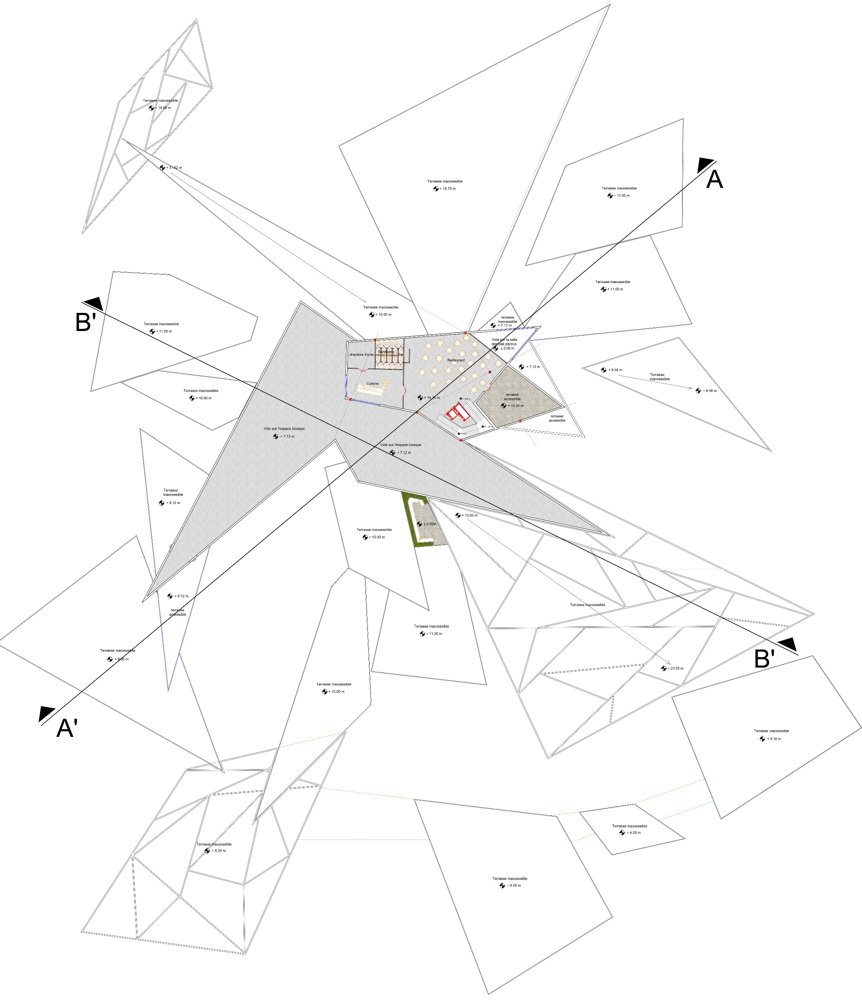 Terrasse inaccessible
+ 16.68 m
+ 31.62 m
A
Terrasse inaccessible
+ 18.70 m
Terrasse inaccessible
+ 12.50 m
Terrasse inaccessible
+ 11.00 m
B'
Terrasse inaccessible
+ 15.00 m
terrasse
inaccessible
+ 7.12 m
Terrasse inaccessible
+ 11.00 m
Vide sur la salle
des pas perdus
± 0.00 m
chambre froide
Sanitaires
Sas
Restaurant
+ 7.12 m
+ 9.46 m
Terrasse
inaccessible
+ 6.46 m
Cuisine
Terrasse inaccessible
+ 10.00 m
+ 14.24 m
terrasse
accessible
+ 14.24 m
terrasse
accessible
Vide sur l'espace kiosque
+ 7.12 m
Vide sur l'espace kiosque
+ 7.12 m
Terrasse
Inaccessible
+ 9.12 m
+ 13.00 m
± 0.00m
Terrasse inaccessible
+ 15.00 m
+ 9.12 m
terrasse
accessible
Terrasse inaccessible
Terrasse inaccessible
+ 11.30 m
Terrasse inaccessible
+ 9.00 m
B'
+ 23.55 m
Terrasse inaccessible
+ 10.00 m
A'
Terrasse inaccessible
+ 9.16 m
Terrasse inaccessible
+ 4.00 m
Terrasse inaccessible
+ 8.20 m
Terrasse inaccessible
+ 6.00 m